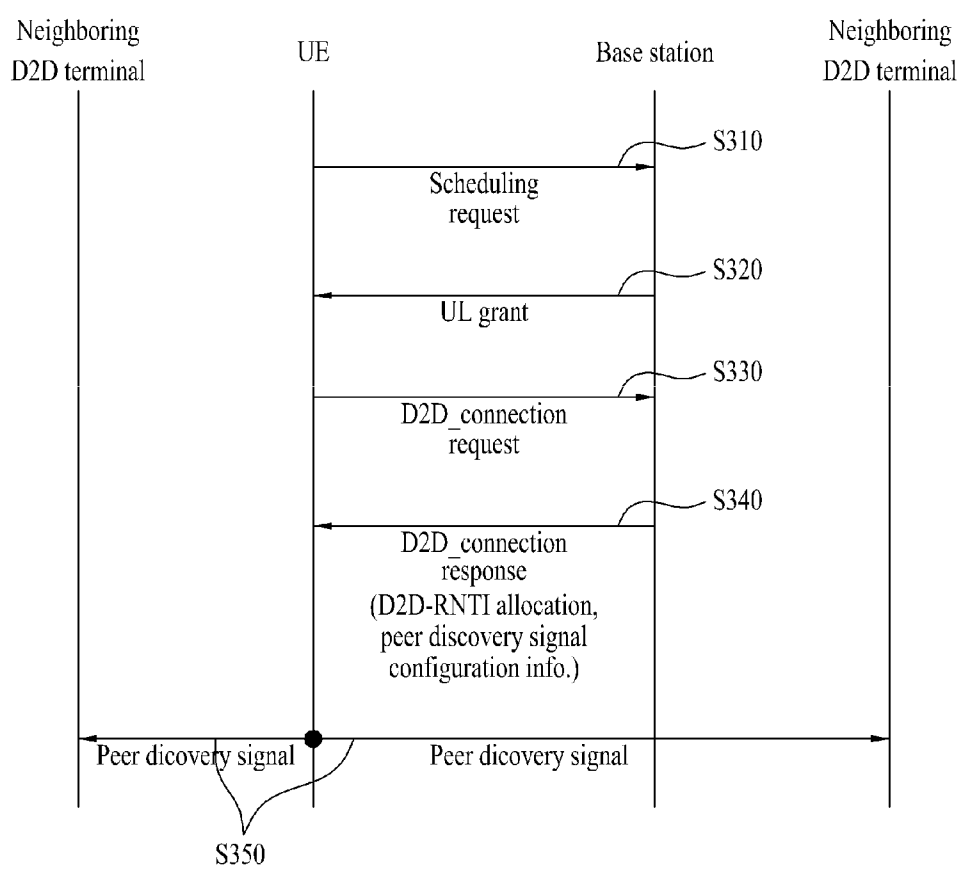 Neighboring
D2D terminal
UE
Base station
Neighboring
D2D terminal
S310
Scheduling
request
S320
UL grant
S330
D2D_connection
request
S340
D2D_connection
response
(D2D-RNTI allocation,
peer discovery signal
configuration info.)
Peer dicovery signal
Peer dicovery signal
S350